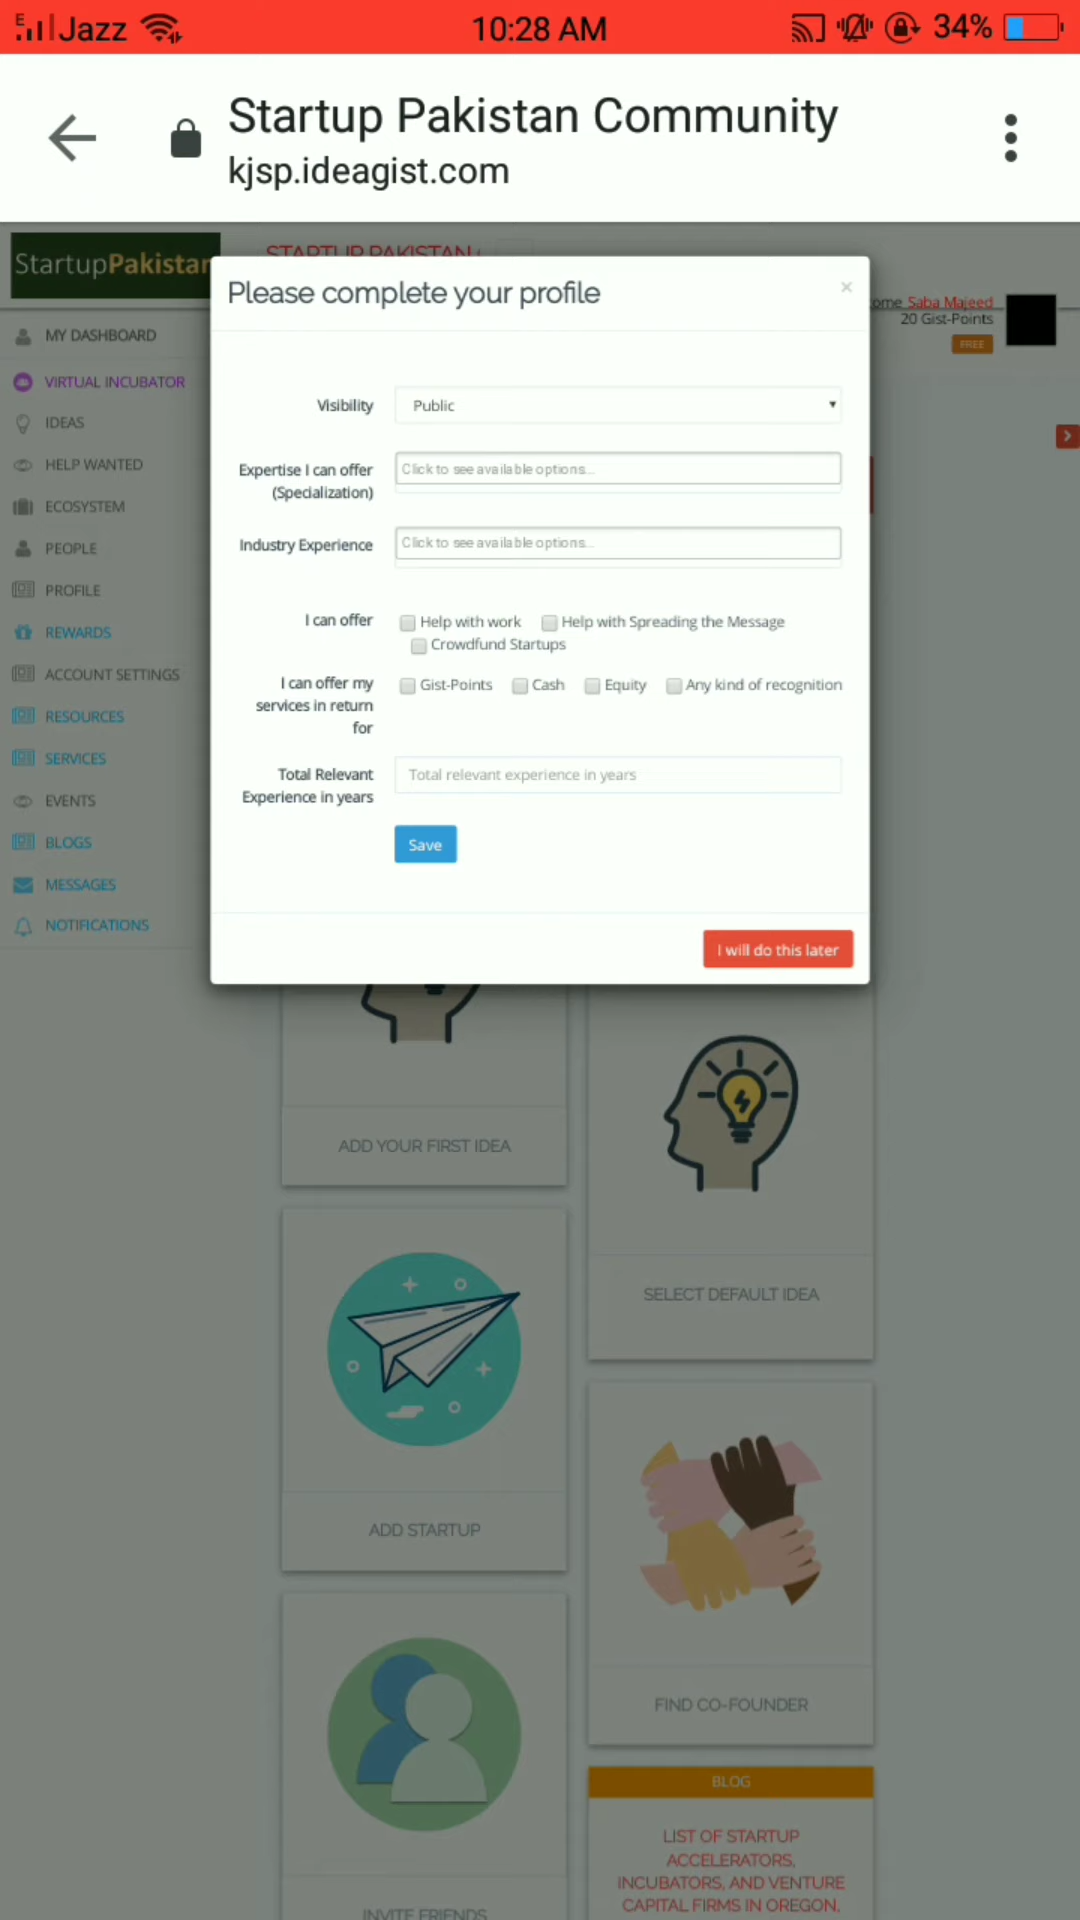 E Jazz 10:28 AM 34%
Startup Pakistan Community
kjsp.ideagist.com
StartupPakistan
STARTUP PAKISTAN
Please complete your profile ×
ome Saba Majeed
20 Gist-Points
FREE
MY DASHBOARD
VIRTUAL INCUBATOR
IDEAS
HELP WANTED
ECOSYSTEM
PEOPLE
PROFILE
REWARDS
ACCOUNT SETTINGS
RESOURCES
SERVICES
EVENTS
BLOGS
MESSAGES
NOTIFICATIONS
Visibility Public
Expertise I can offer Click to see available options...
(Specialization)
Industry Experience Click to see available options...
I can offer Help with work Help with Spreading the Message
Crowdfund Startups
I can offer my Gist-Points Cash Equity Any kind of recognition
services in return
for
Total Relevant Total relevant experience in years
Experience in years
Save
I will do this later
ADD YOUR FIRST IDEA
SELECT DEFAULT IDEA
ADD STARTUP
FIND CO-FOUNDER
INVITE FRIENDS
BLOG
LIST OF STARTUP
ACCELERATORS,
INCUBATORS, AND VENTURE
CAPITAL FIRMS IN OREGON,